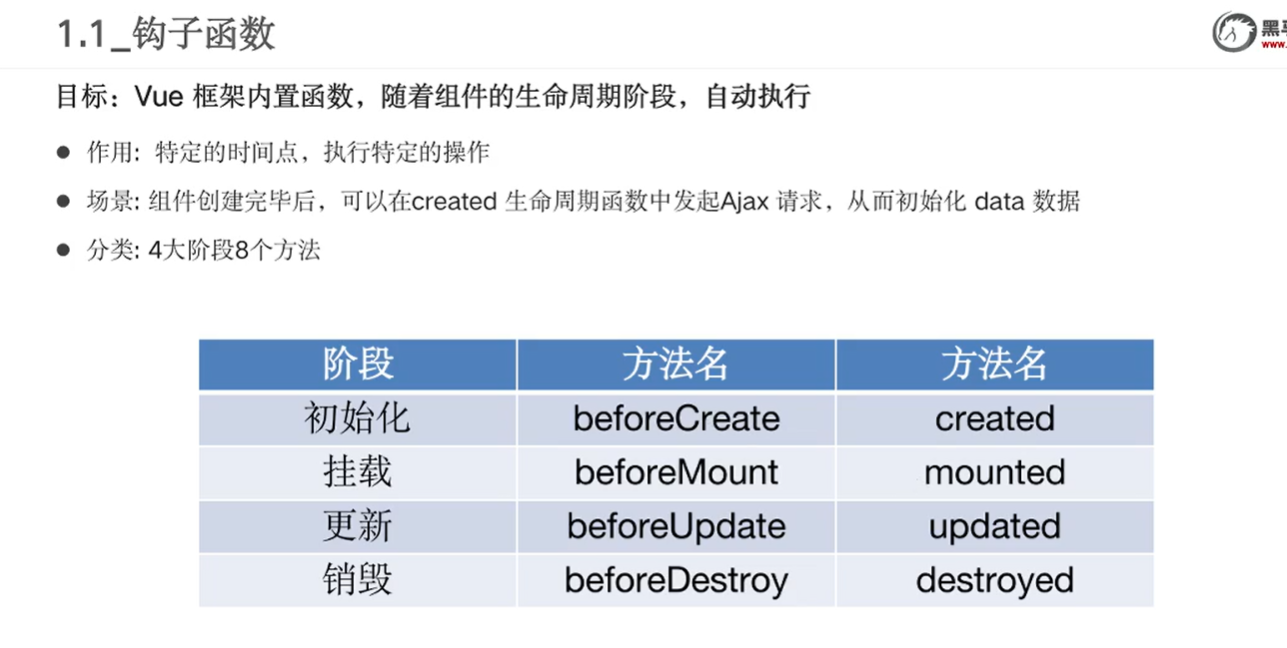 1.1_钩子函数
黑
www.
目标：Vue 框架内置函数，随着组件的生命周期阶段，自动执行
● 作用: 特定的时间点，执行特定的操作
● 场景: 组件创建完毕后，可以在created 生命周期函数中发起Ajax 请求，从而初始化 data 数据
● 分类: 4大阶段8个方法
阶段 方法名 方法名
初始化 beforeCreate created
挂载 beforeMount mounted
更新 beforeUpdate updated
销毁 beforeDestroy destroyed